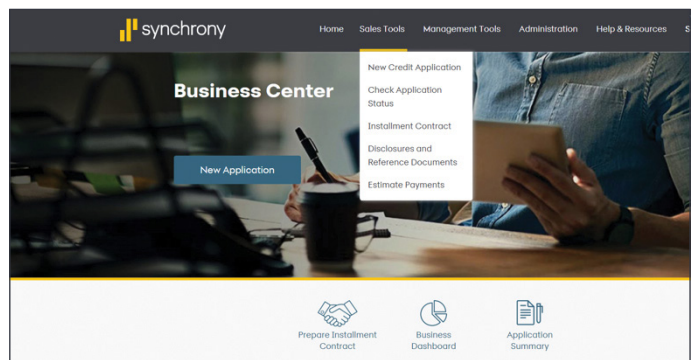 synchrony
Home Sales Tools Management Tools Administration Help & Resources S
New Credit Application
Business Center
Check Application
Status
Installment Contract
Disclosures and
Reference Documents
New Application
Estimate Payments
Prepare Installment
Contract
Business
Dashboard
Application
Summary